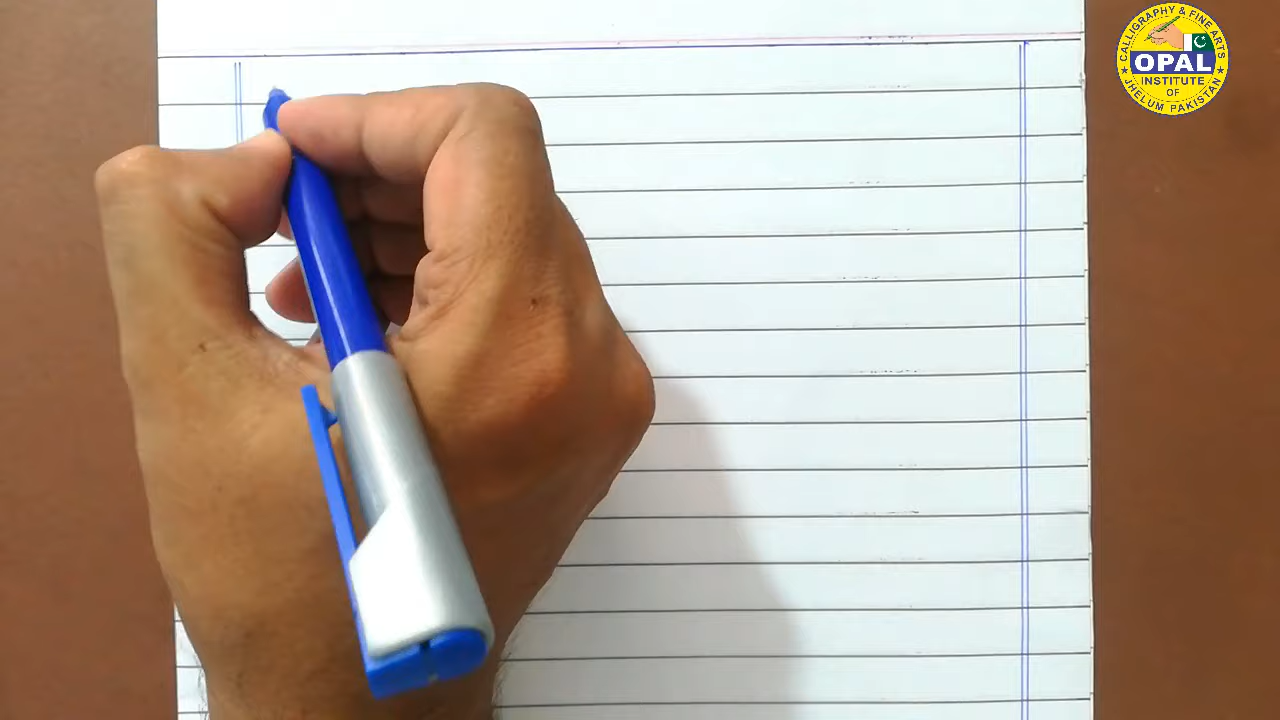 CALLIGRAPHY & FINE ARTS
OPAL
INSTITUTE
OF
JHELUM PAKISTAN